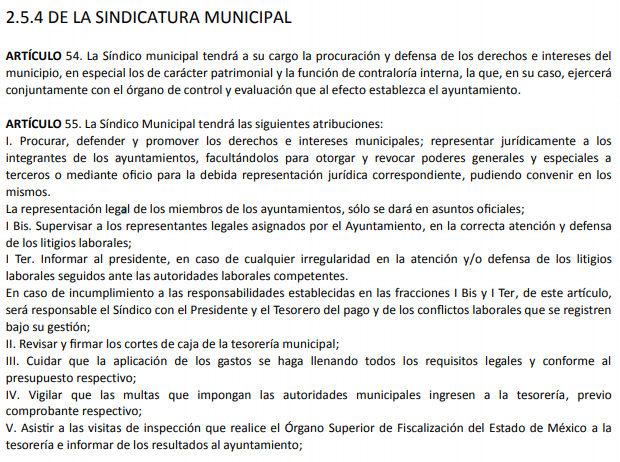 2.5.4 DE LA SINDICATURA MUNICIPAL
ARTÍCULO 54. La Síndico municipal tendrá a su cargo la procuración y defensa de los derechos e intereses del
municipio, en especial los de carácter patrimonial y la función de contraloría interna, la que, en su caso, ejercerá
conjuntamente con el órgano de control y evaluación que al efecto establezca el ayuntamiento.
ARTÍCULO 55. La Síndico Municipal tendrá las siguientes atribuciones:
I. Procurar, defender y promover los derechos e intereses municipales; representar jurídicamente a los
integrantes de los ayuntamientos, facultándolos para otorgar y revocar poderes generales y especiales a
terceros o mediante oficio para la debida representación jurídica correspondiente, pudiendo convenir en los
mismos.
La representación legal de los miembros de los ayuntamientos, sólo se dará en asuntos oficiales;
I Bis. Supervisar a los representantes legales asignados por el Ayuntamiento, en la correcta atención y defensa
de los litigios laborales;
I Ter. Informar al presidente, en caso de cualquier irregularidad en la atención y/o defensa de los litigios
laborales seguidos ante las autoridades laborales competentes.
En caso de incumplimiento a las responsabilidades establecidas en las fracciones I Bis y I Ter, de este artículo,
será responsable el Síndico con el Presidente y el Tesorero del pago y de los conflictos laborales que se registren
bajo su gestión;
II. Revisar y firmar los cortes de caja de la tesorería municipal;
III. Cuidar que la aplicación de los gastos se haga llenando todos los requisitos legales y conforme al
presupuesto respectivo;
IV. Vigilar que las multas que impongan las autoridades municipales ingresen a la tesorería, previo
comprobante respectivo;
V. Asistir a las visitas de inspección que realice el Órgano Superior de Fiscalización del Estado de México a la
tesorería e informar de los resultados al ayuntamiento;